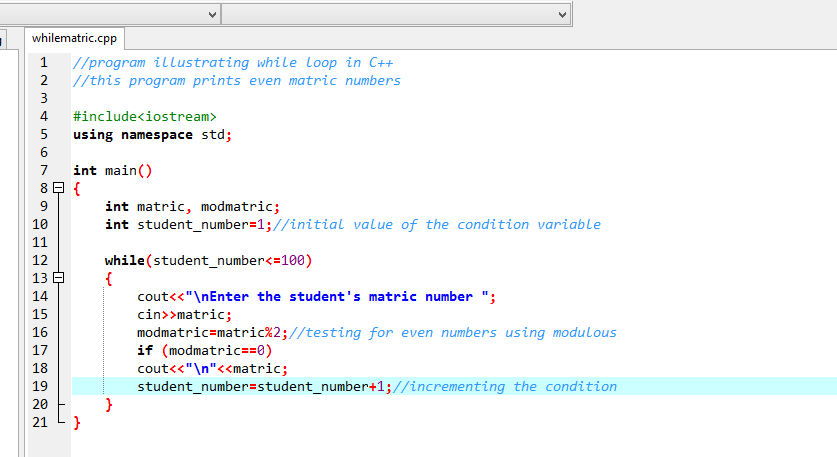 whilematric.cpp
1 //program illustrating while loop in C++
2 //this program prints even matric numbers
3
4 #include<iostream>
5 using namespace std;
6
7 int main()
8 {
9 int matric, modmatric;
10 int student_number=1;//initial value of the condition variable
11
12 while(student_number<=100)
13 {
14 cout<<"\nEnter the student's matric number ";
15 cin>>matric;
16 modmatric=matric%2;//testing for even numbers using modulous
17 if (modmatric==0)
18 cout<<"\n"<<matric;
19 student_number=student_number+1;//incrementing the condition
20 }
21 }